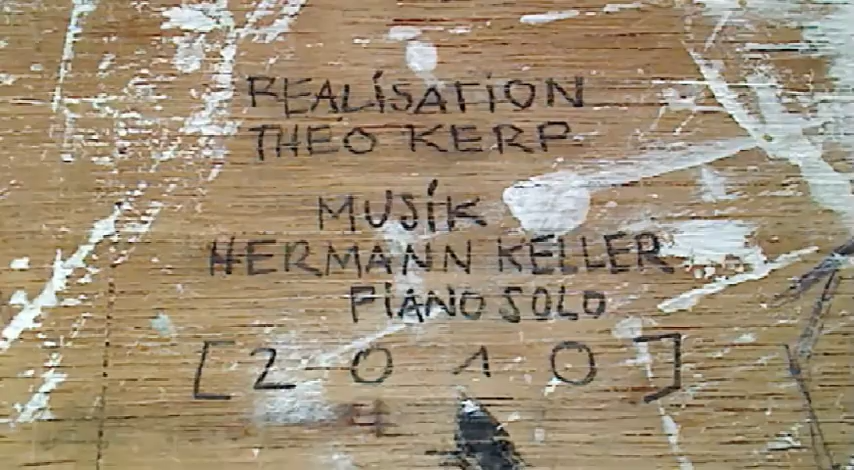 REALISATION
THEO KERP
MUSIK
HERMANN KELLER
PIANO SOLO
[2010]